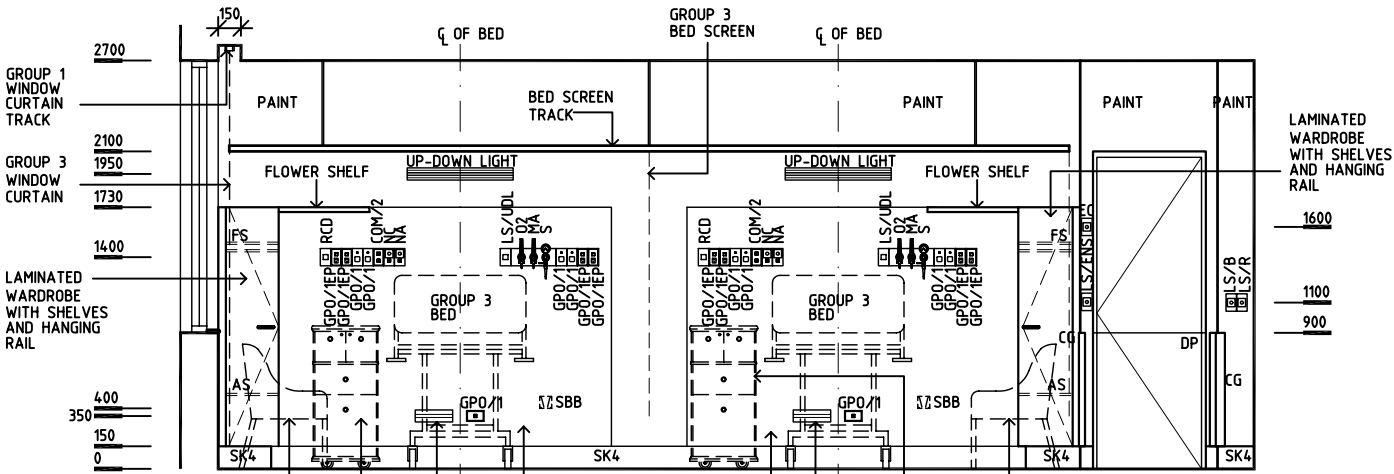 150
2700
GROUP 1
WINDOW
CURTAIN
TRACK
GROUP 3
WINDOW
CURTAIN
2100
1950
1730
1400
LAMINATED
WARDROBE
WITH SHELVES
AND HANGING
RAIL
400
350
150
0
PAINT
℄ OF BED
BED SCREEN
TRACK
GROUP 3
BED SCREEN
℄ OF BED
PAINT
PAINT
PAINT
LAMINATED
WARDROBE
WITH SHELVES
AND HANGING
RAIL
1600
1100
900
FLOWER SHELF
UP-DOWN LIGHT
UP-DOWN LIGHT
FLOWER SHELF
FS
RCD
COM/2
NC
NA
GPO/1EP
GPO/1EP
GPO/1
GPO/1
LS/UDL
O2
MA
S
GPO/1
GPO/1
GPO/1EP
GPO/1EP
GROUP 3
BED
GPO/1
SBB
AS
SK4
SK4
RCD
COM/2
NC
NA
GPO/1EP
GPO/1EP
GPO/1
GPO/1
LS/UDL
O2
MA
S
GPO/1
GPO/1
GPO/1EP
GPO/1EP
GROUP 3
BED
GPO/1
SBB
FS
AS
SK4
LS/ENS
CG
DP
LS/B
LS/R
CG
SK4